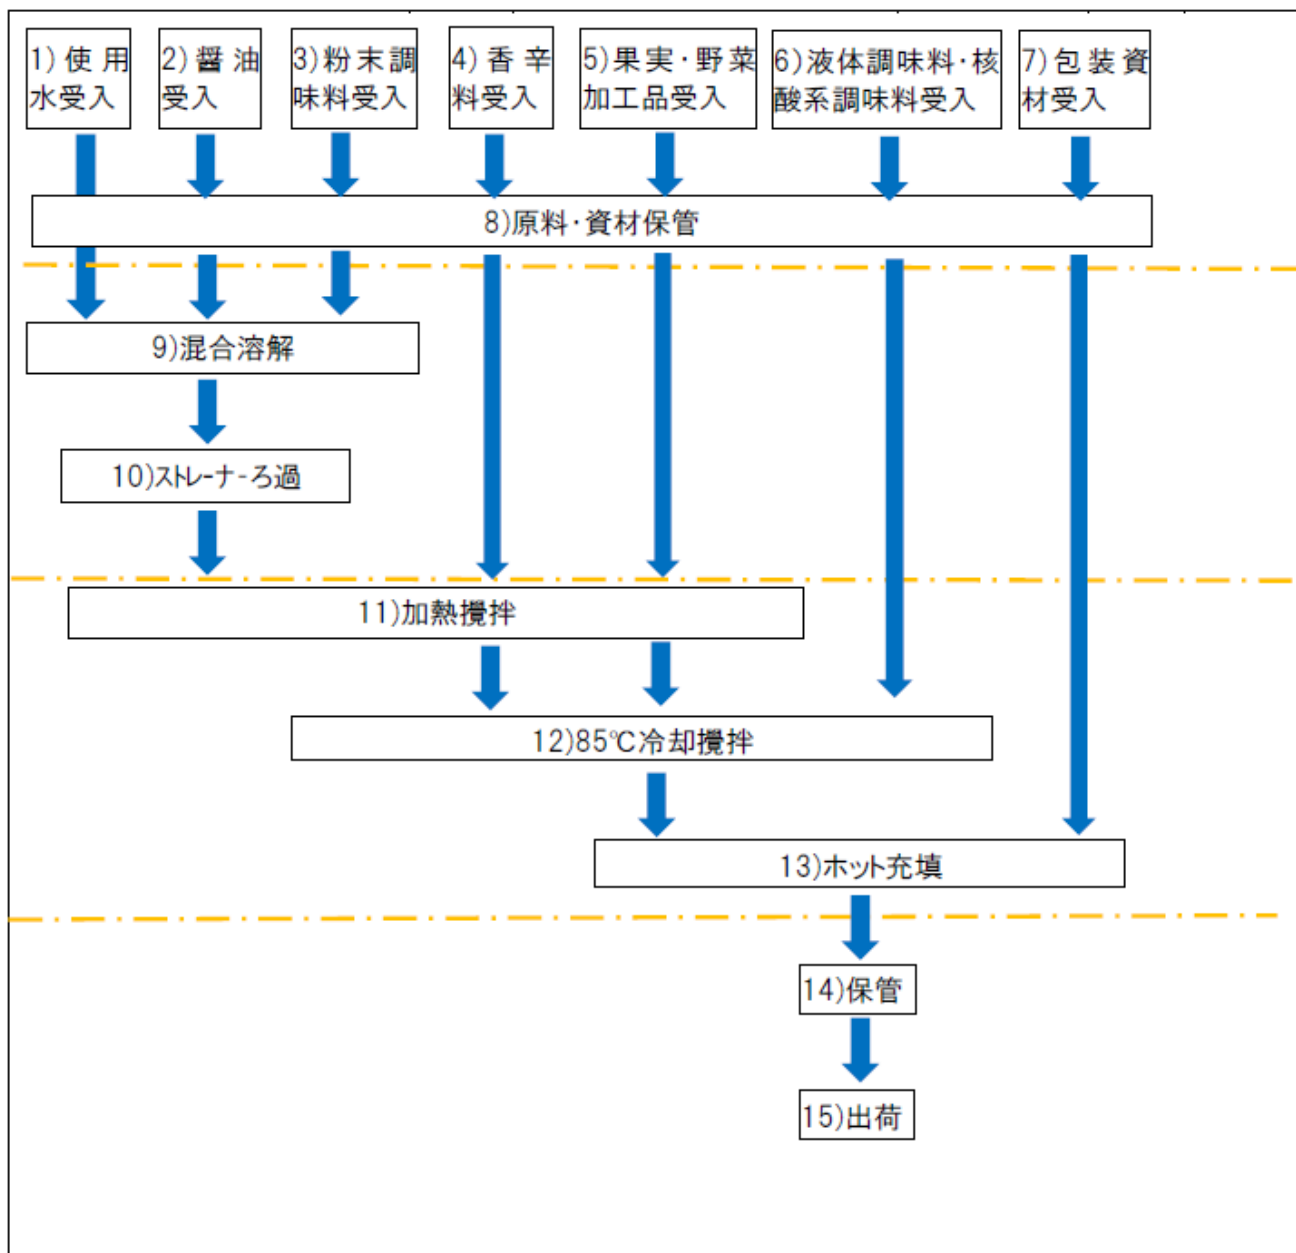 1)使用
水受入
2)醤油
受入
3)粉末調
味料受入
4)香辛
料受入
5)果実・野菜
加工品受入
6)液体調味料・核
酸系調味料受入
7)包装資
材受入
8)原料・資材保管
9)混合溶解
10)ストレーナ-ろ過
11)加熱攪拌
12)85℃冷却攪拌
13)ホット充填
14)保管
15)出荷